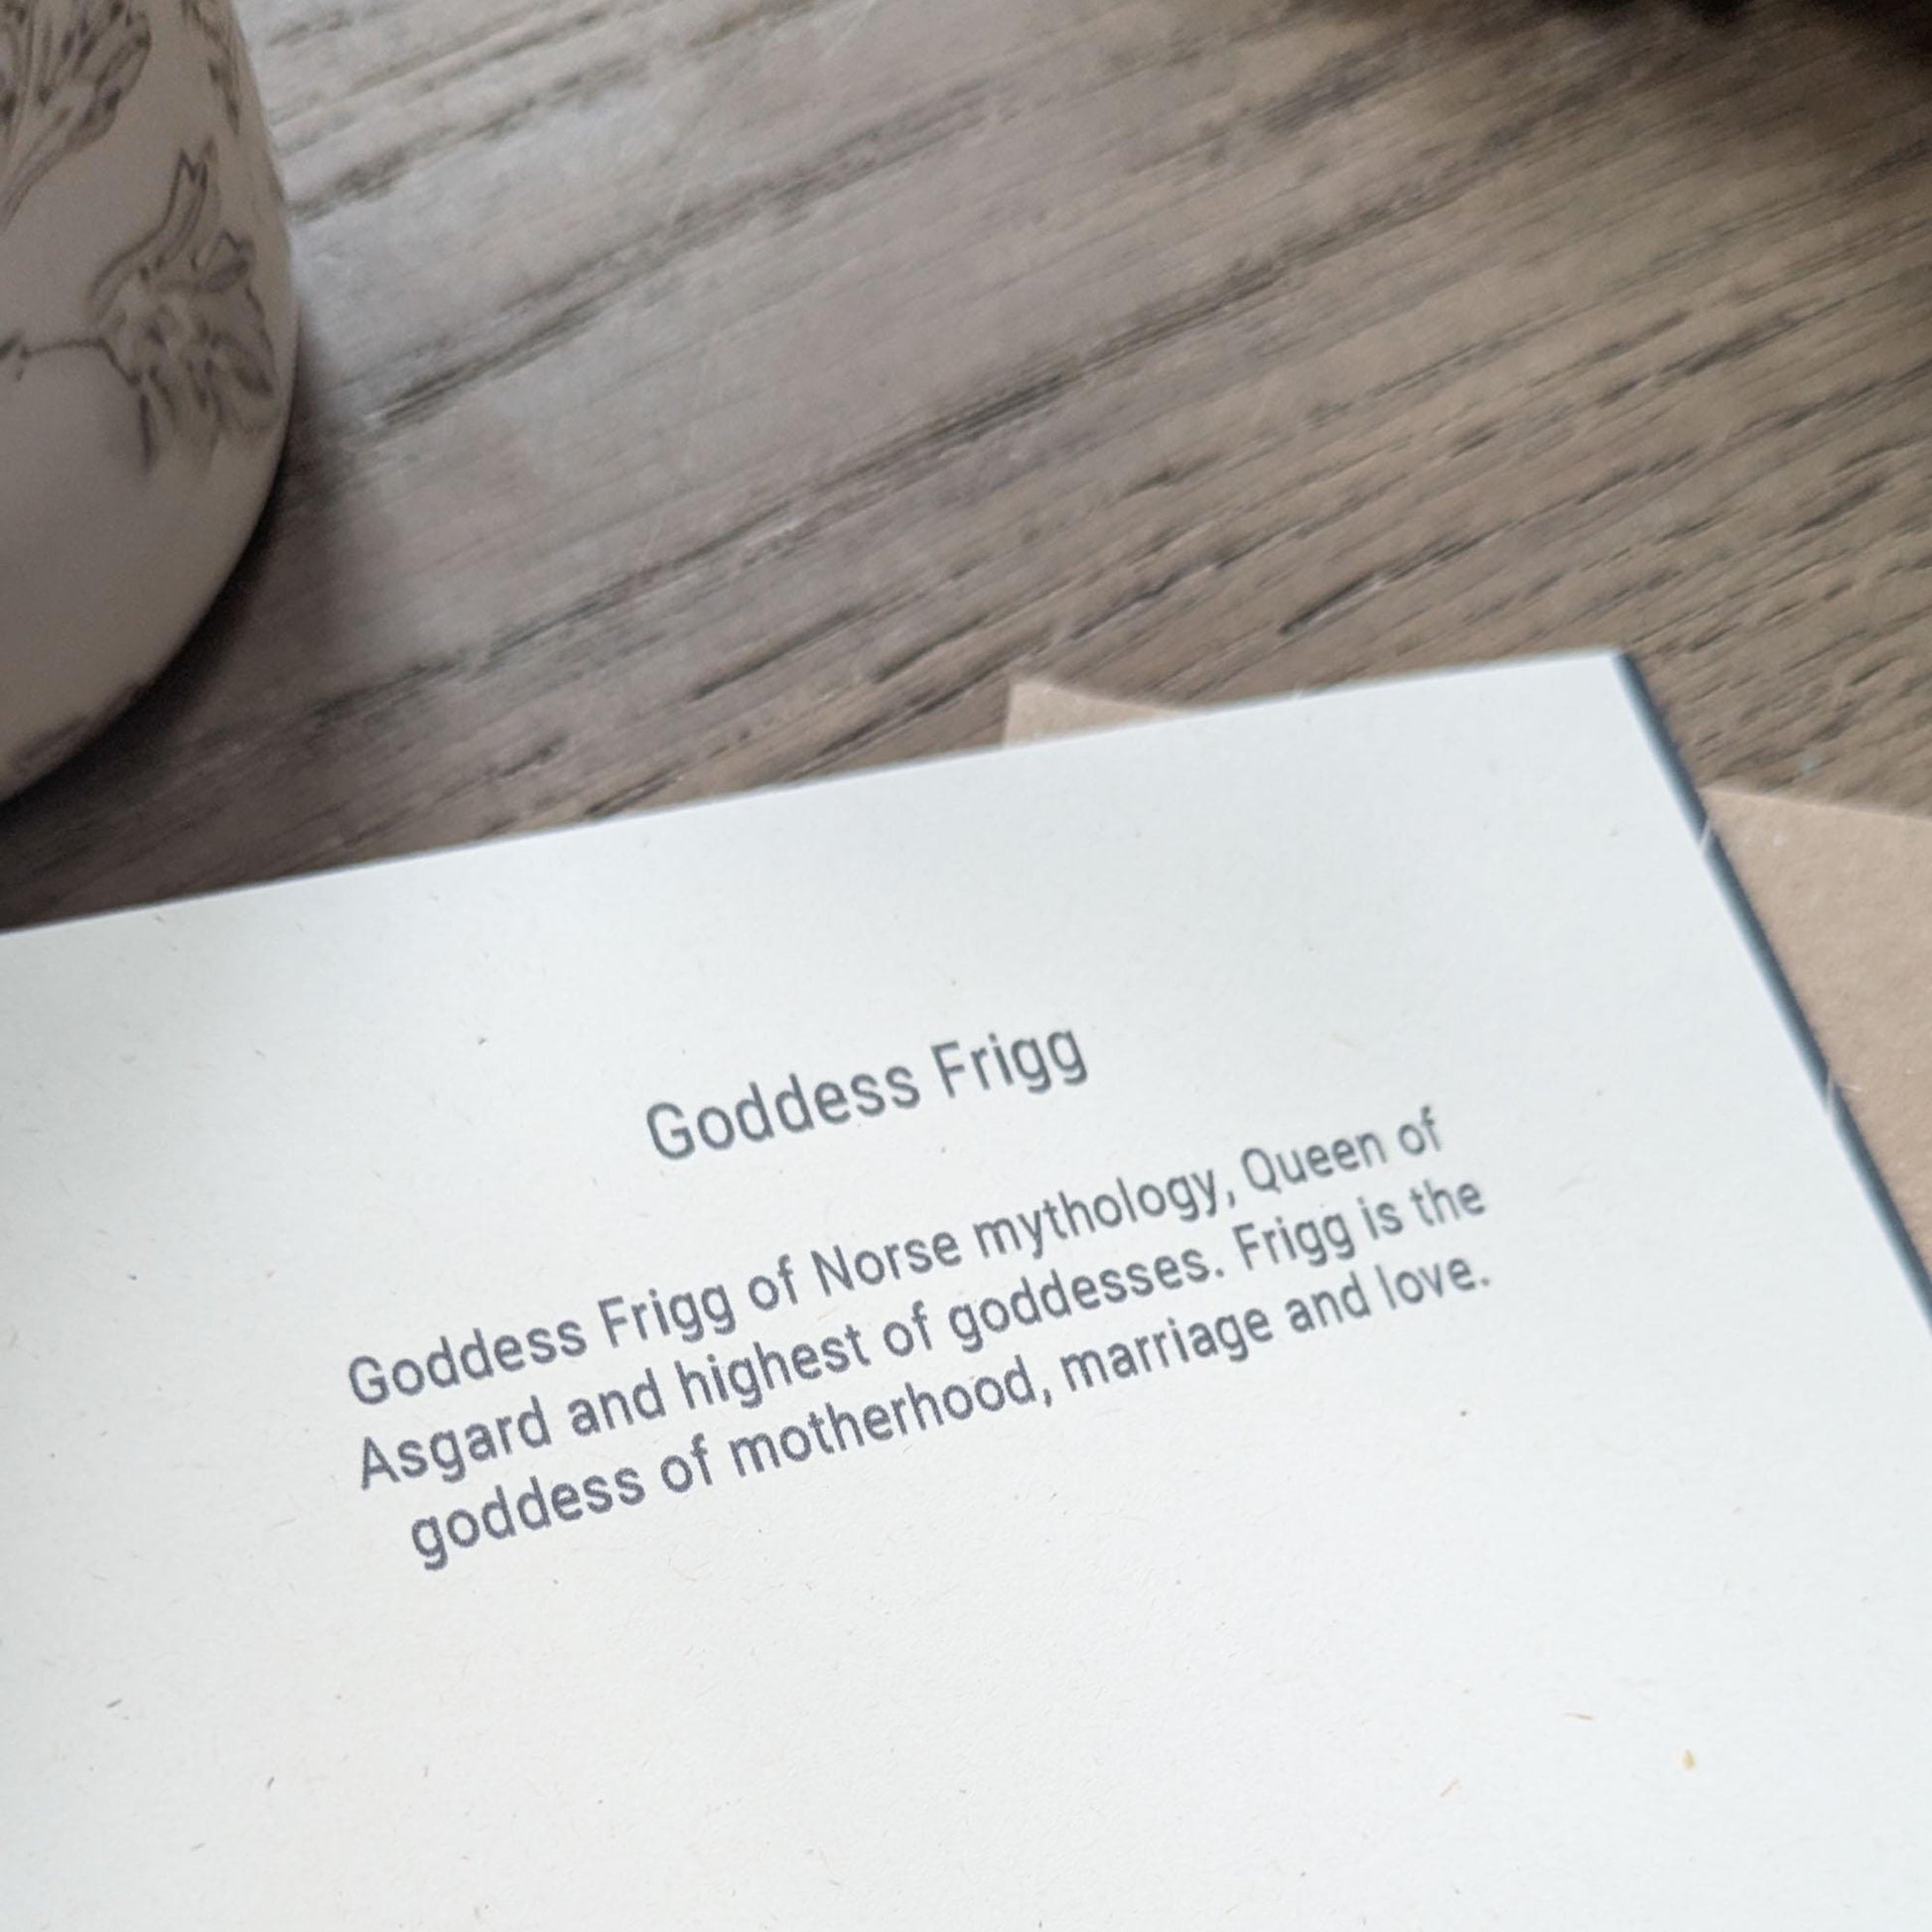 Goddess Frigg
Goddess Frigg of Norse mythology, Queen of
Asgard and highest of goddesses. Frigg is the
goddess of motherhood, marriage and love.